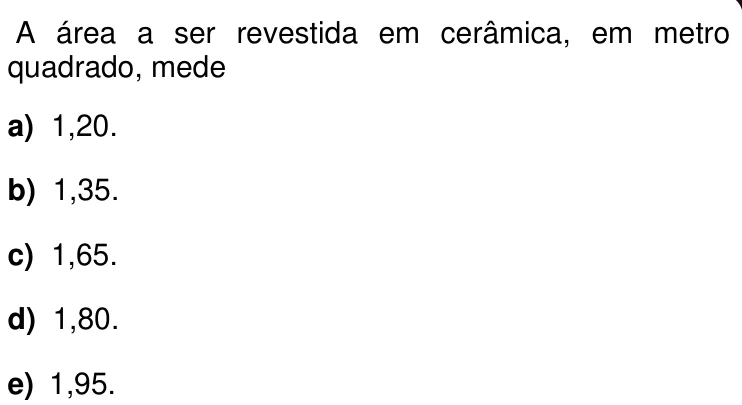 A área a ser revestida em cerâmica, em metro
quadrado, mede
a) 1,20.
b) 1,35.
c) 1,65.
d) 1,80.
e) 1,95.